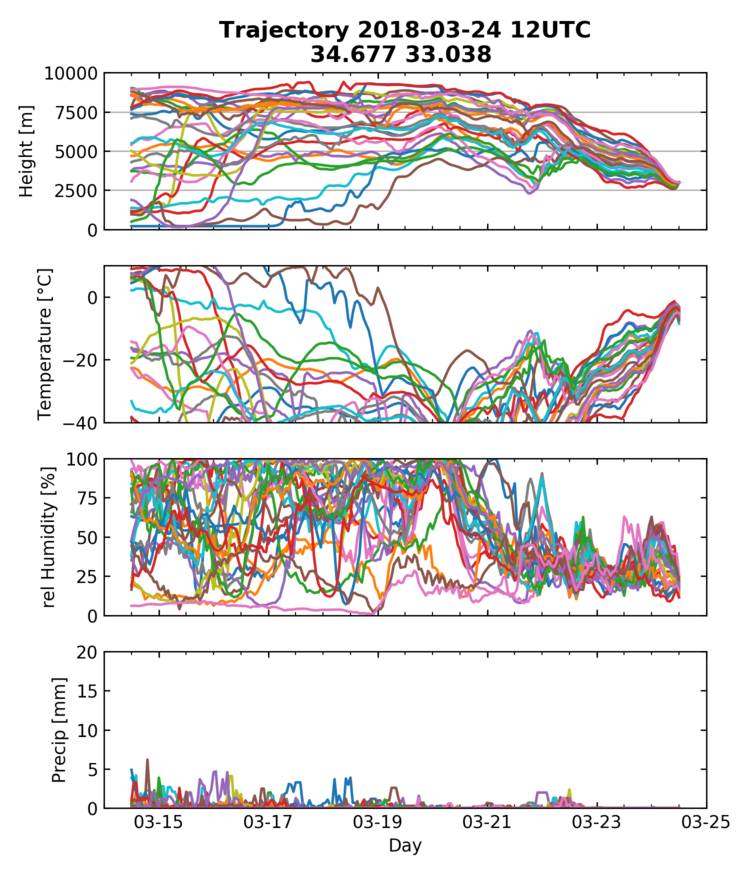 Trajectory 2018-03-24 12UTC
34.677 33.038
10000
7500
5000
2500
0
Height [m]
0
−20
−40
Temperature [°C]
100
75
50
25
0
rel Humidity [%]
20
15
10
5
0
Precip [mm]
03-15 03-17 03-19 03-21 03-23 03-25
Day